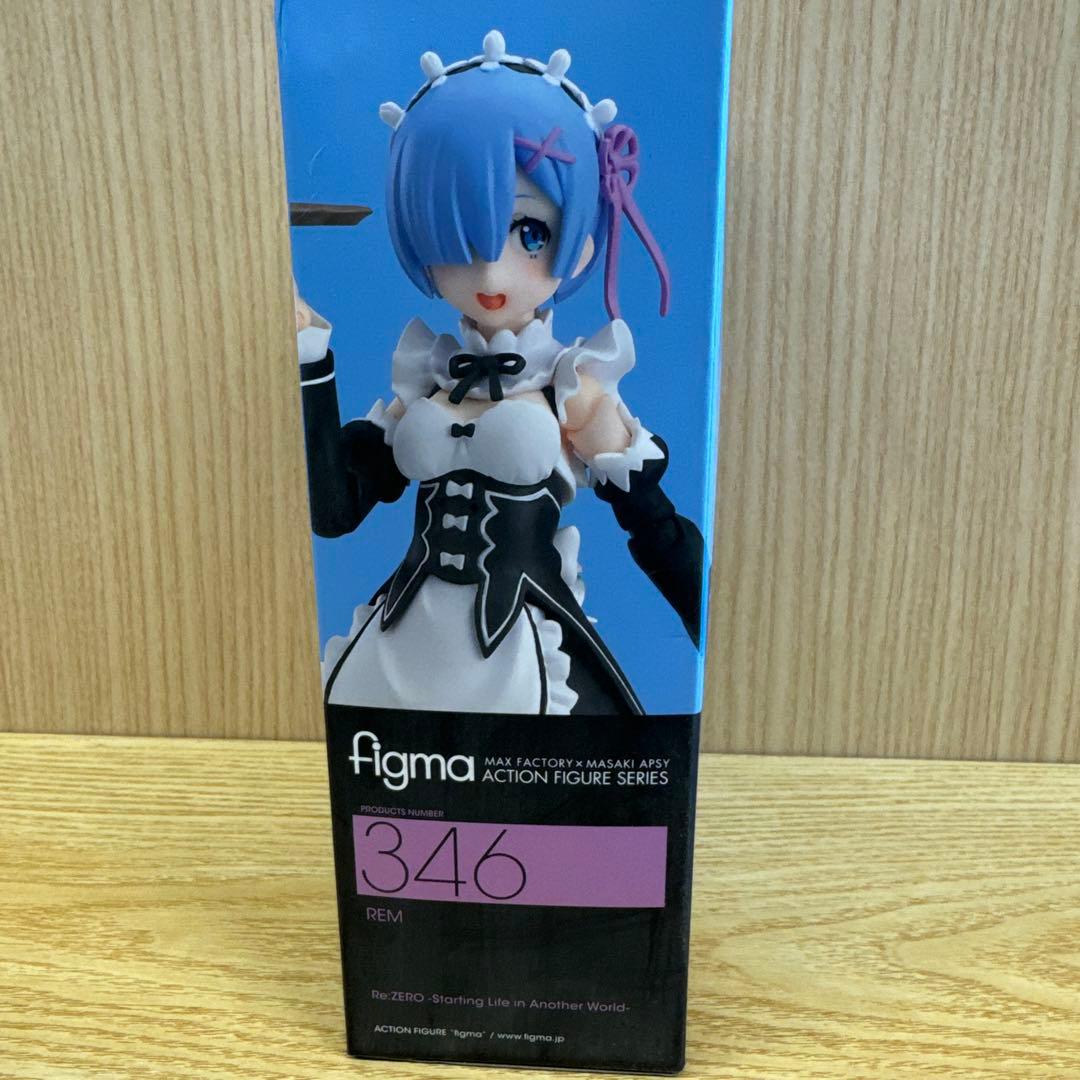 figma
MAX FACTORY × MASAKI APSY
ACTION FIGURE SERIES
PRODUCTS NUMBER
346
REM
Re:ZERO -Starting Life in Another World-
ACTION FIGURE "figma" / www.figma.jp